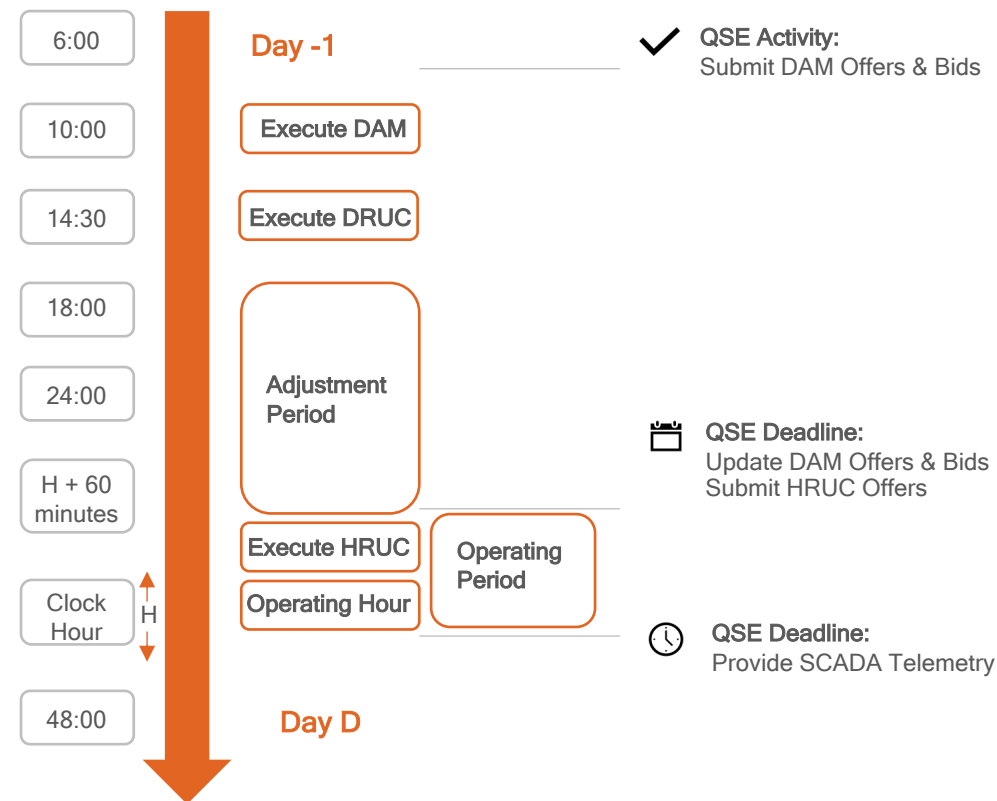 6:00
Day -1
QSE Activity:
Submit DAM Offers & Bids
10:00
Execute DAM
14:30
Execute DRUC
18:00
24:00
Adjustment
Period
QSE Deadline:
Update DAM Offers & Bids
Submit HRUC Offers
H + 60
minutes
Execute HRUC
Operating
Period
Clock
Hour
H
Operating Hour
QSE Deadline:
Provide SCADA Telemetry
48:00
Day D